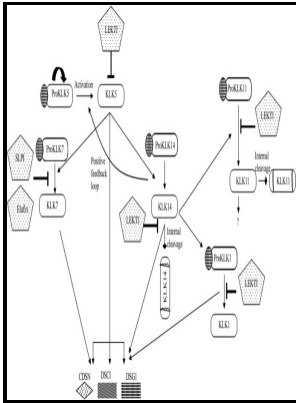 LEKTI
Activation
ProKLK5
KLK5
ProKLK11
LEKTI
SLPI
ProKLK7
Positive
feedback
loop
ProKLK14
Internal
cleavage
KLK11
KLK11
Elafin
KLK7
LEKTI
KLK14
?
Internal
cleavage
KLK14
ProKLK1
LEKTI
KLK1
CDSN
DSC1
DSG1